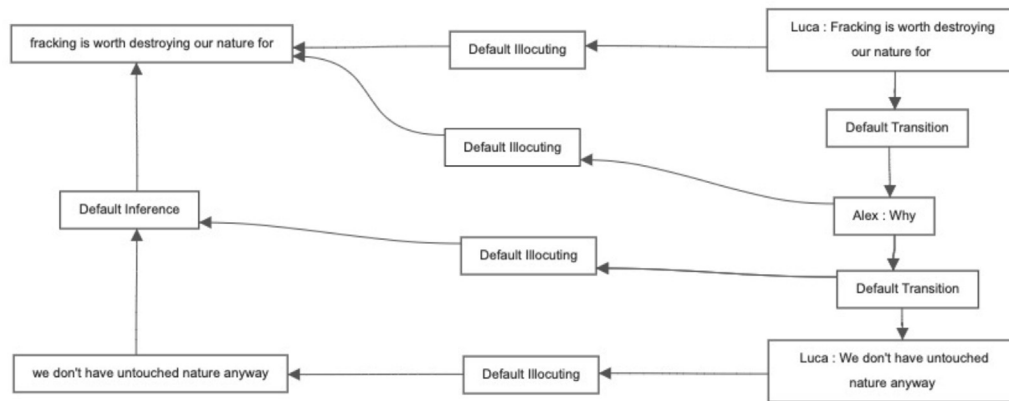 fracking is worth destroying our nature for
Default Illocuting
Luca : Fracking is worth destroying
our nature for
Default Transition
Default Illocuting
Default Inference
Alex : Why
Default Illocuting
Default Transition
we don't have untouched nature anyway
Default Illocuting
Luca : We don't have untouched
nature anyway